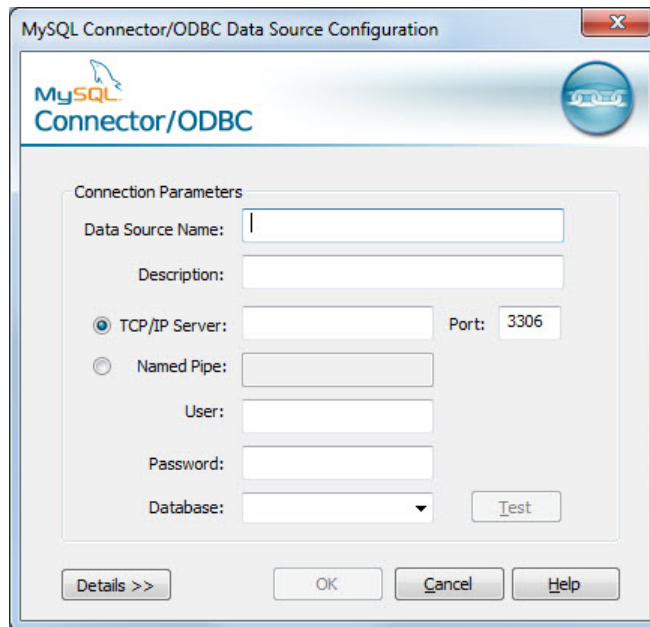 MySQL Connector/ODBC Data Source Configuration
MySQL
Connector/ODBC
Connection Parameters
Data Source Name:
Description:
TCP/IP Server: Port: 3306
Named Pipe:
User:
Password:
Database: Test
Details >> OK Cancel Help